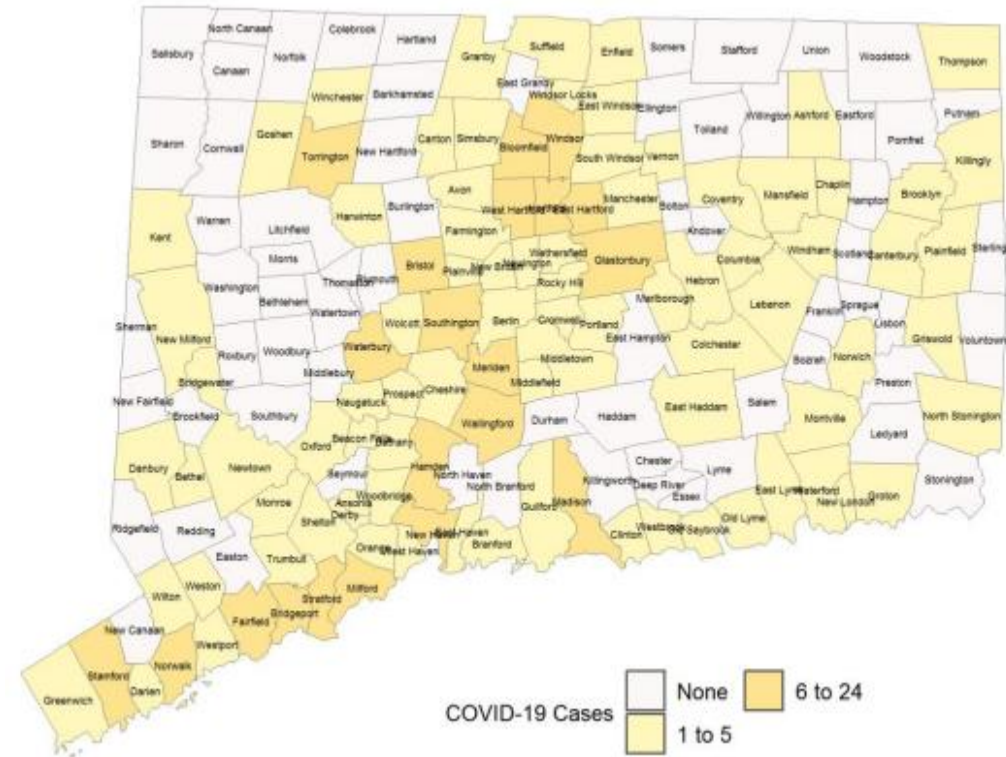 Colebrook
Hartland
North Canaan
Salisbury
Norfolk
Canaan
Granby
Suffield
Enfield
Somers
Stafford
Union
Woodstock
Thompson
East Granby
Windsor Locks
Winchester
Barkhamsted
East Windsor
Ellington
Willington
Ashford
Eastford
Putnam
Sharon
Cornwall
Goshen
Torrington
New Hartford
Canton
Simsbury
Bloomfield
Windsor
South Windsor
Vernon
Tolland
Pomfret
Killingly
Avon
West Hartford
East Hartford
Manchester
Bolton
Coventry
Mansfield
Chaplin
Hampton
Brooklyn
Kent
Warren
Litchfield
Harwinton
Burlington
Farmington
Andover
Columbia
Windham
Scotland
Canterbury
Plainfield
Sterling
Morris
Bristol
Plainville
New Britain
Newington
Wethersfield
Glastonbury
Hebron
Washington
Bethlehem
Thomaston
Plymouth
Watertown
Rocky Hill
Marlborough
Lebanon
Franklin
Sprague
Lisbon
Sherman
New Milford
Roxbury
Woodbury
Waterbury
Wolcott
Southington
Berlin
Cromwell
Portland
East Hampton
Colchester
Bozrah
Norwich
Griswold
Voluntown
Bridgewater
Middlebury
Meriden
Middletown
Middlefield
Preston
New Fairfield
Brookfield
Southbury
Naugatuck
Prospect
Cheshire
Wallingford
Durham
Haddam
East Haddam
Salem
Montville
Ledyard
North Stonington
Danbury
Bethel
Newtown
Oxford
Beacon Falls
Bethany
Hamden
North Haven
North Branford
Killingworth
Chester
Deep River
Essex
Lyme
Stonington
Seymour
Woodbridge
Monroe
Ansonia
Derby
Shelton
Guilford
Madison
East Lyme
Waterford
New London
Groton
Ridgefield
Redding
Easton
Trumbull
Orange
New Haven
West Haven
East Haven
Branford
Clinton
Westbrook
Old Saybrook
Old Lyme
Wilton
Weston
Milford
Stratford
Bridgeport
Fairfield
New Canaan
Westport
Norwalk
Stamford
Darien
Greenwich
COVID-19 Cases
None
6 to 24
1 to 5